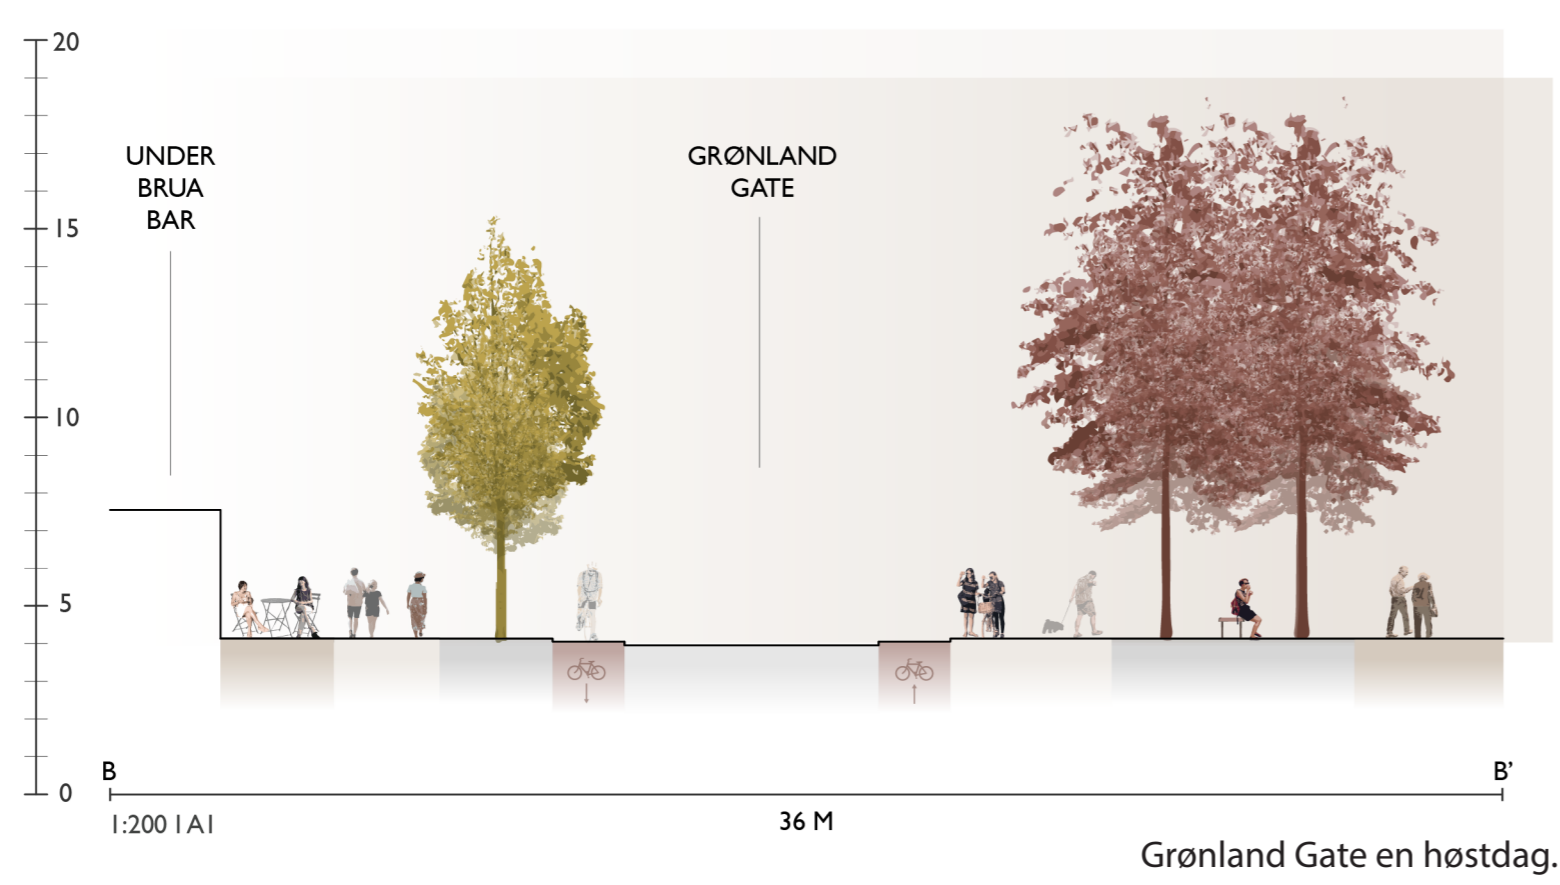 20
15
10
5
0
UNDER
BRUA
BAR
GRØNLAND
GATE
B
B'
1:200 I A1
36 M
Grønland Gate en høstdag.